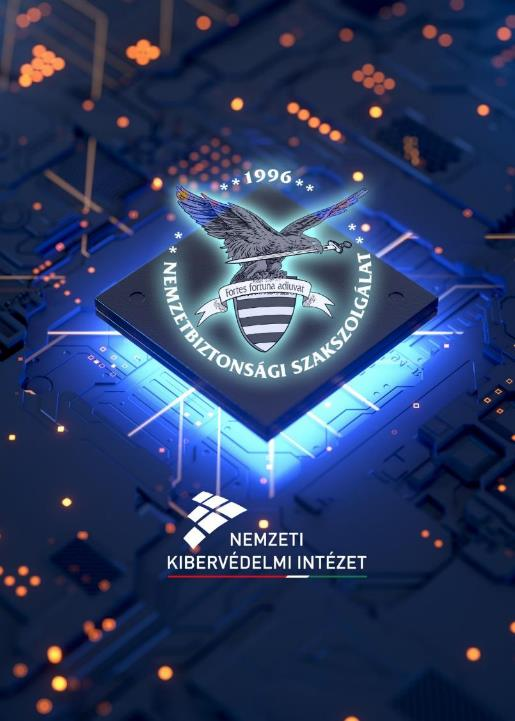 **1996**
** NEMZETBIZTONSÁGI SZAKSZOLGÁLAT **
Fortes fortuna adiuvat
NEMZETI
KIBERVÉDELMI INTÉZET